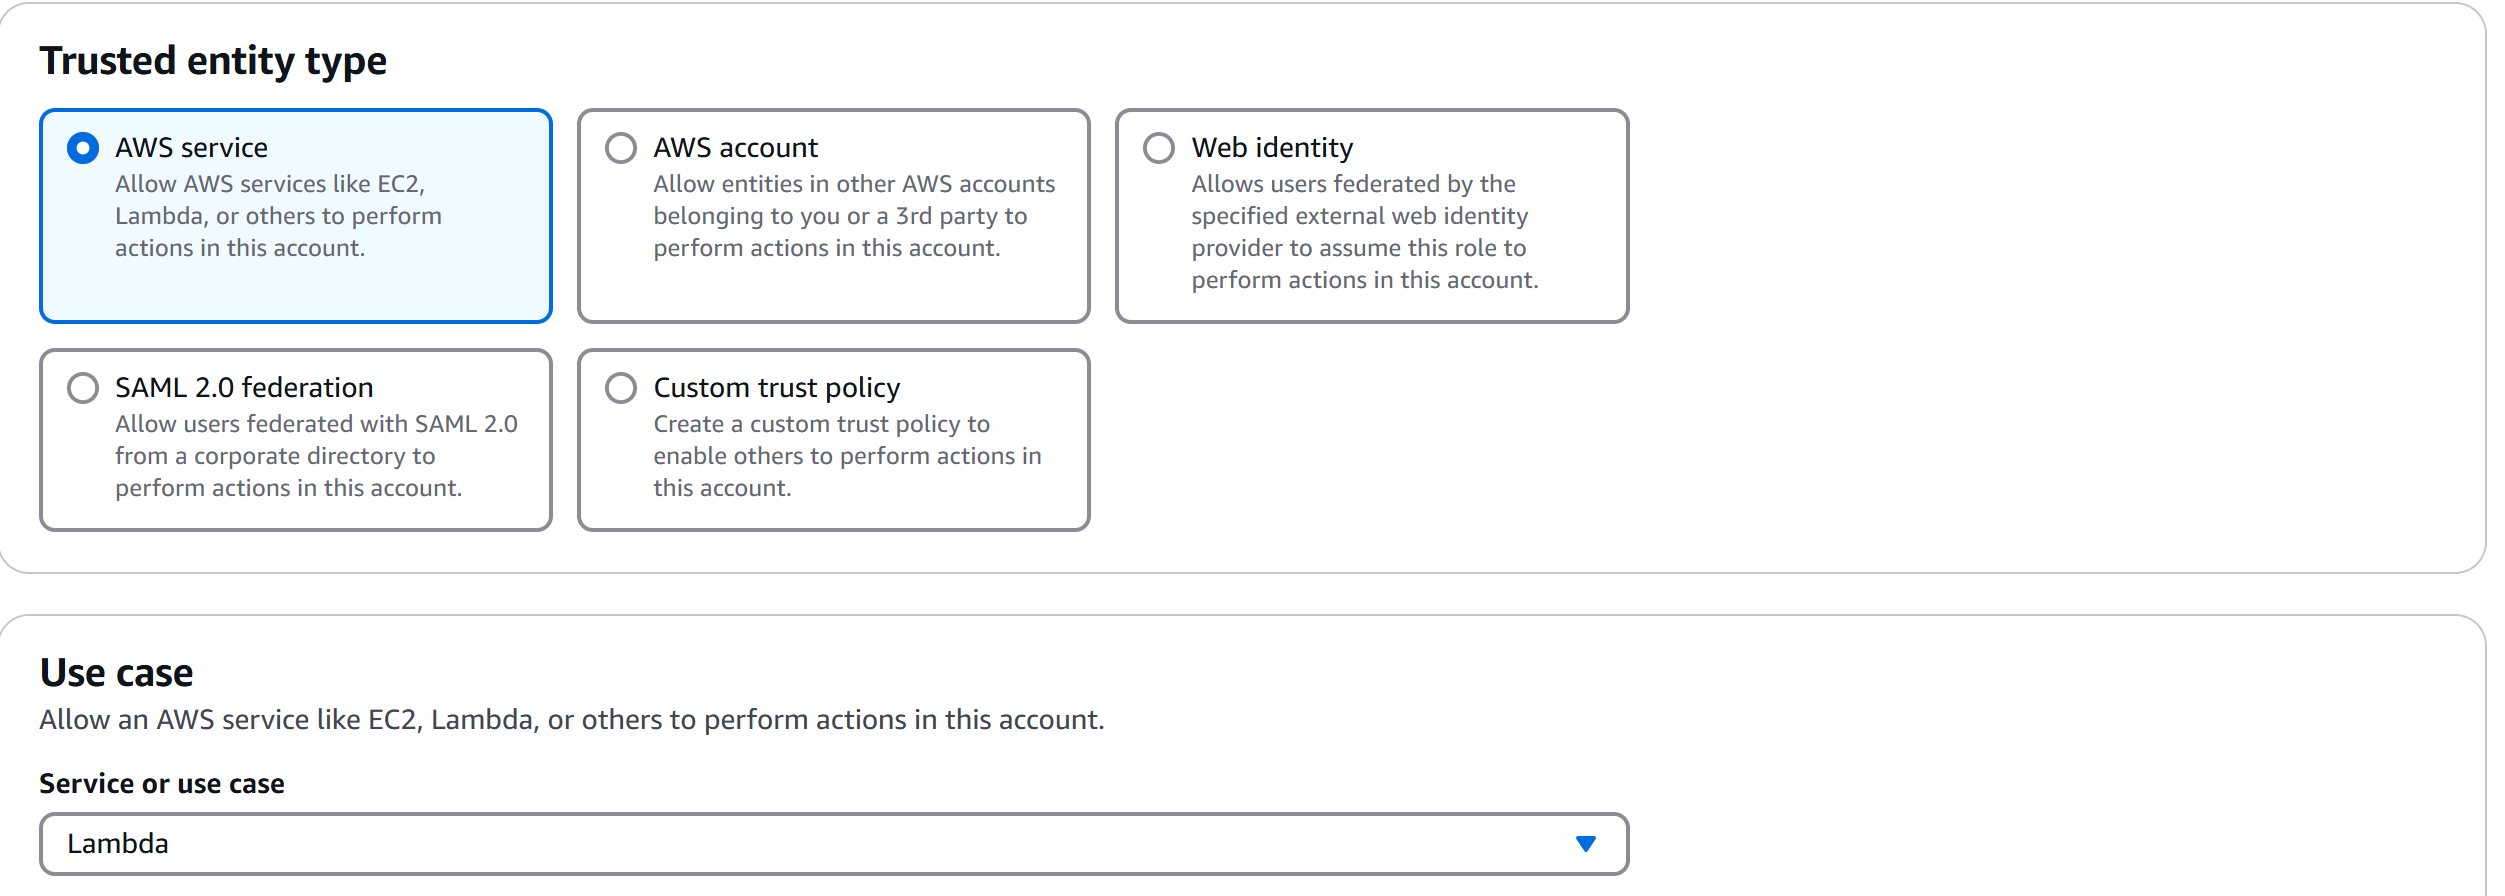 Trusted entity type
AWS service
Allow AWS services like EC2,
Lambda, or others to perform
actions in this account.
AWS account
Allow entities in other AWS accounts
belonging to you or a 3rd party to
perform actions in this account.
Web identity
Allows users federated by the
specified external web identity
provider to assume this role to
perform actions in this account.
SAML 2.0 federation
Allow users federated with SAML 2.0
from a corporate directory to
perform actions in this account.
Custom trust policy
Create a custom trust policy to
enable others to perform actions in
this account.
Use case
Allow an AWS service like EC2, Lambda, or others to perform actions in this account.
Service or use case
Lambda